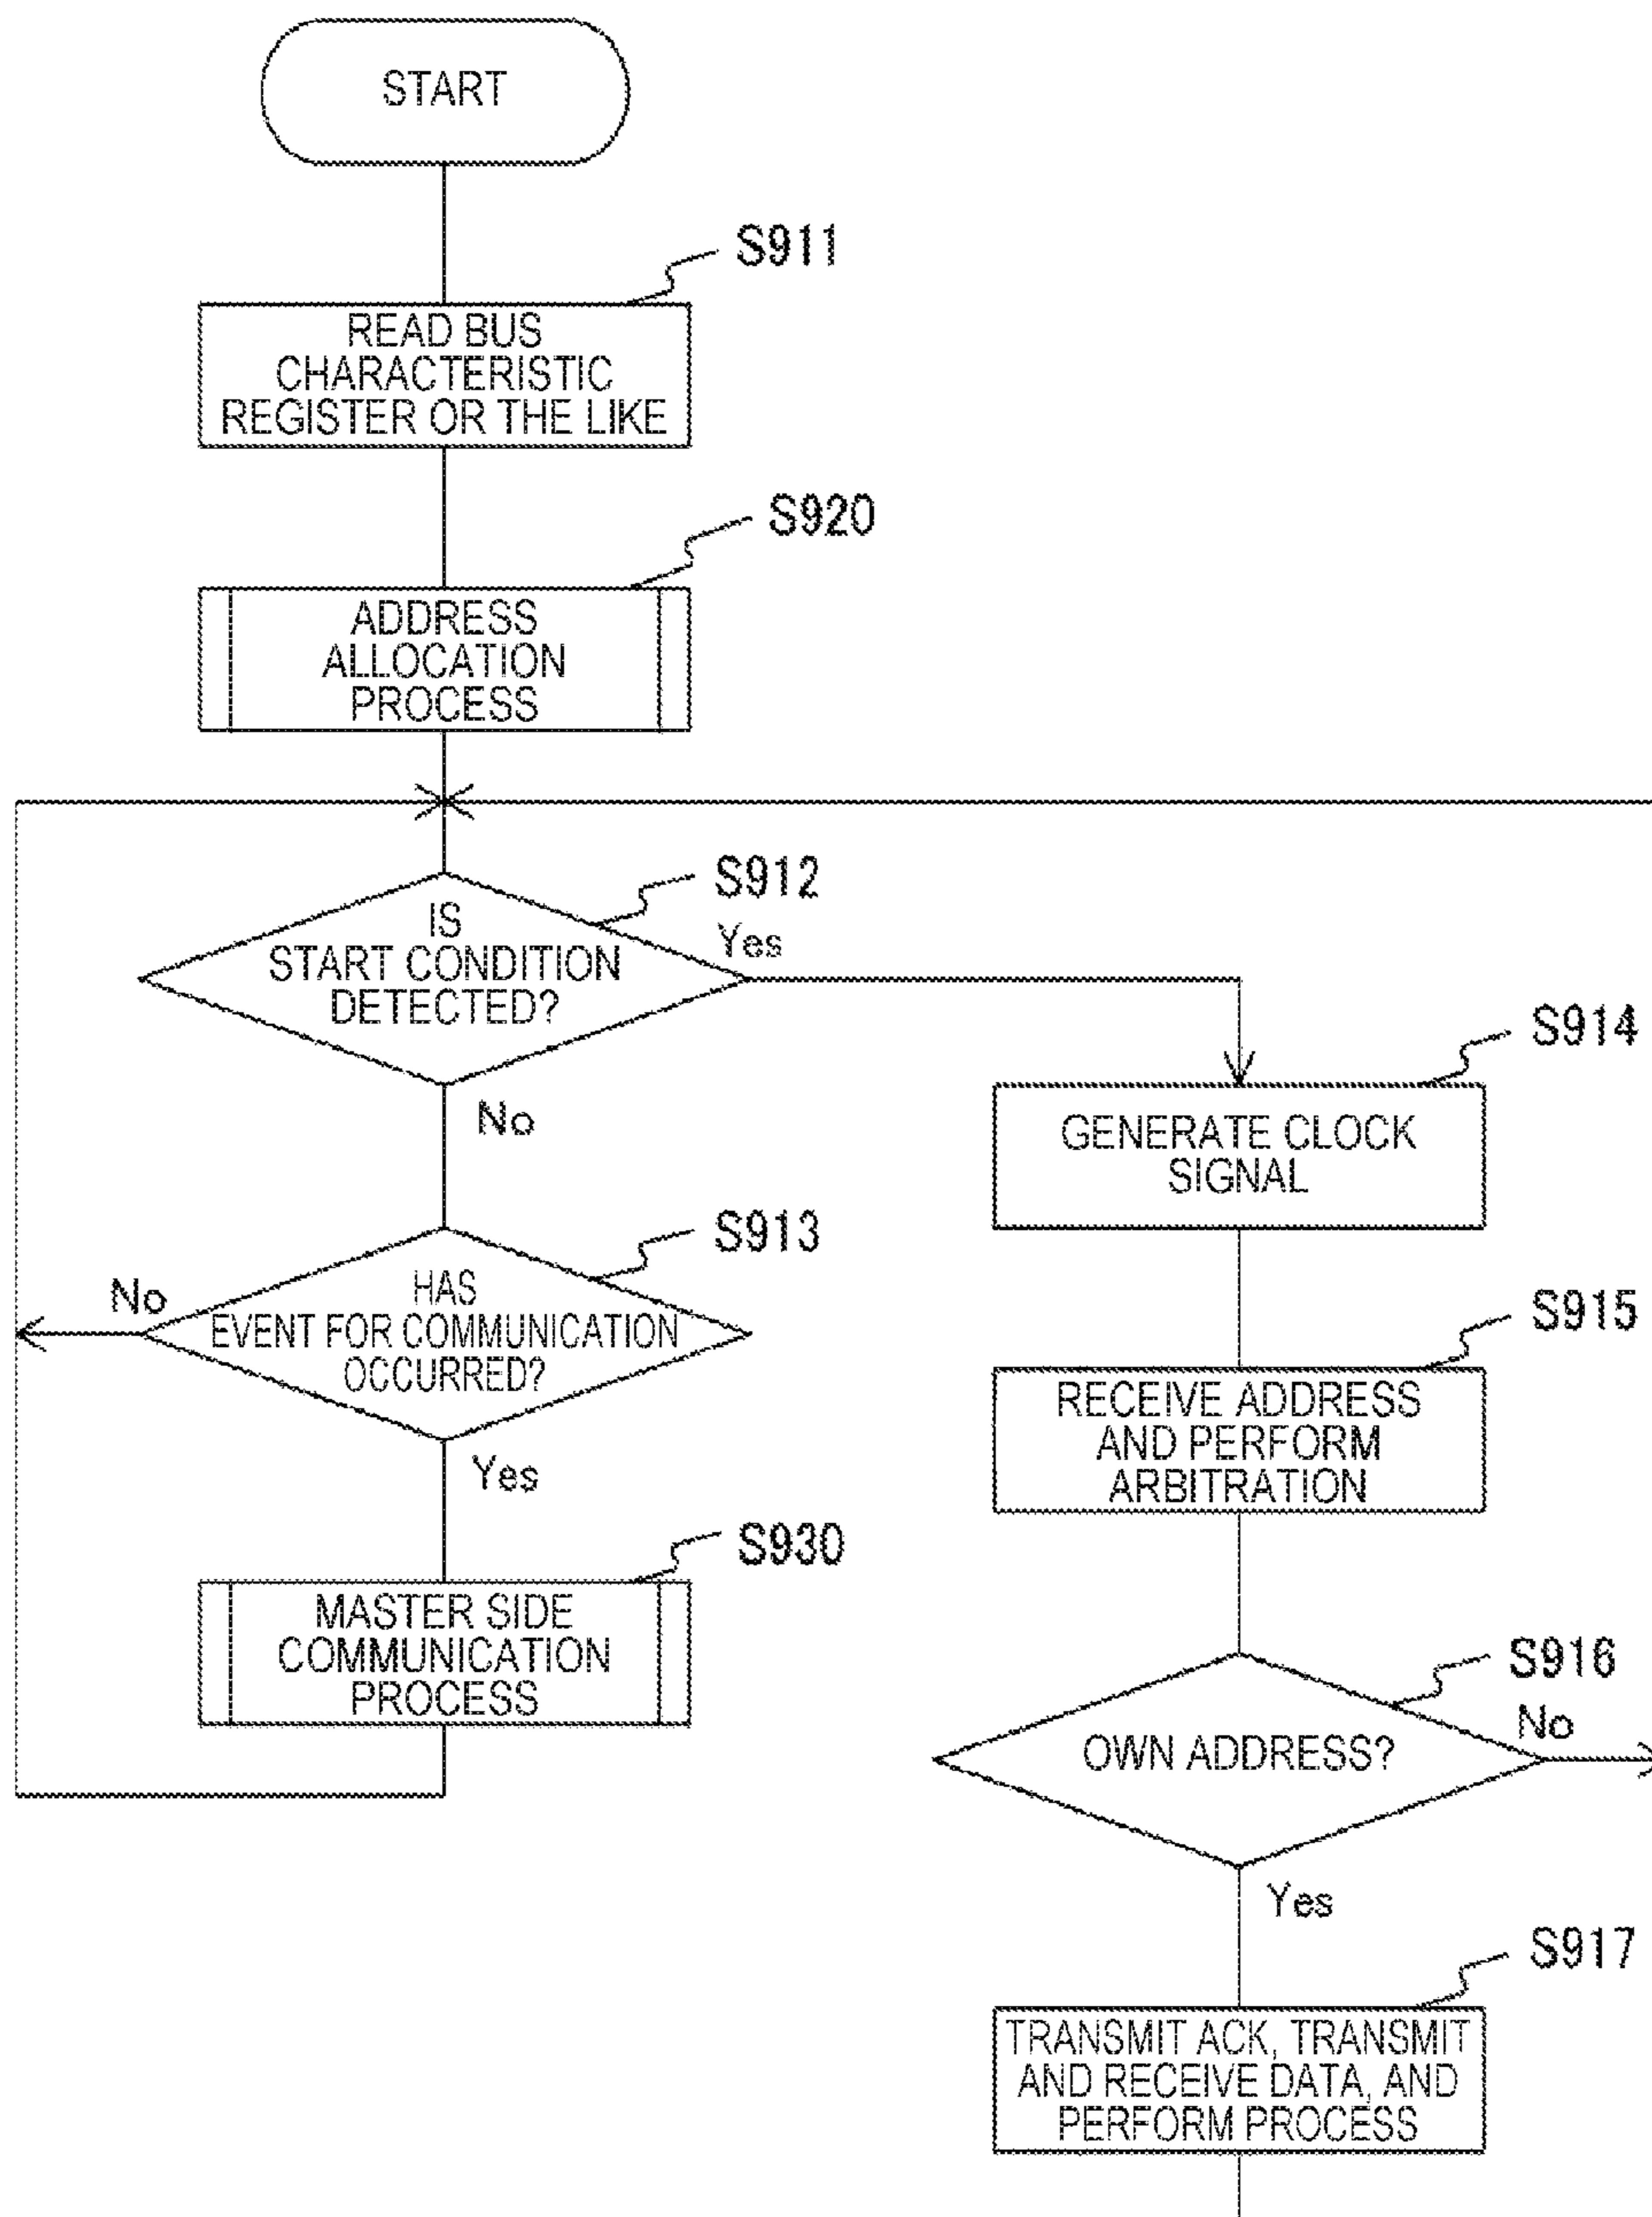 START
S911
READ BUS
CHARACTERISTIC
REGISTER OR THE LIKE
S920
ADDRESS
ALLOCATION
PROCESS
S912
IS
START CONDITION
DETECTED?
Yes
No
S913
HAS
EVENT FOR COMMUNICATION
OCCURRED?
No
Yes
S930
MASTER SIDE
COMMUNICATION
PROCESS
S914
GENERATE CLOCK
SIGNAL
S915
RECEIVE ADDRESS
AND PERFORM
ARBITRATION
S916
OWN ADDRESS?
No
Yes
S917
TRANSMIT ACK, TRANSMIT
AND RECEIVE DATA, AND
PERFORM PROCESS